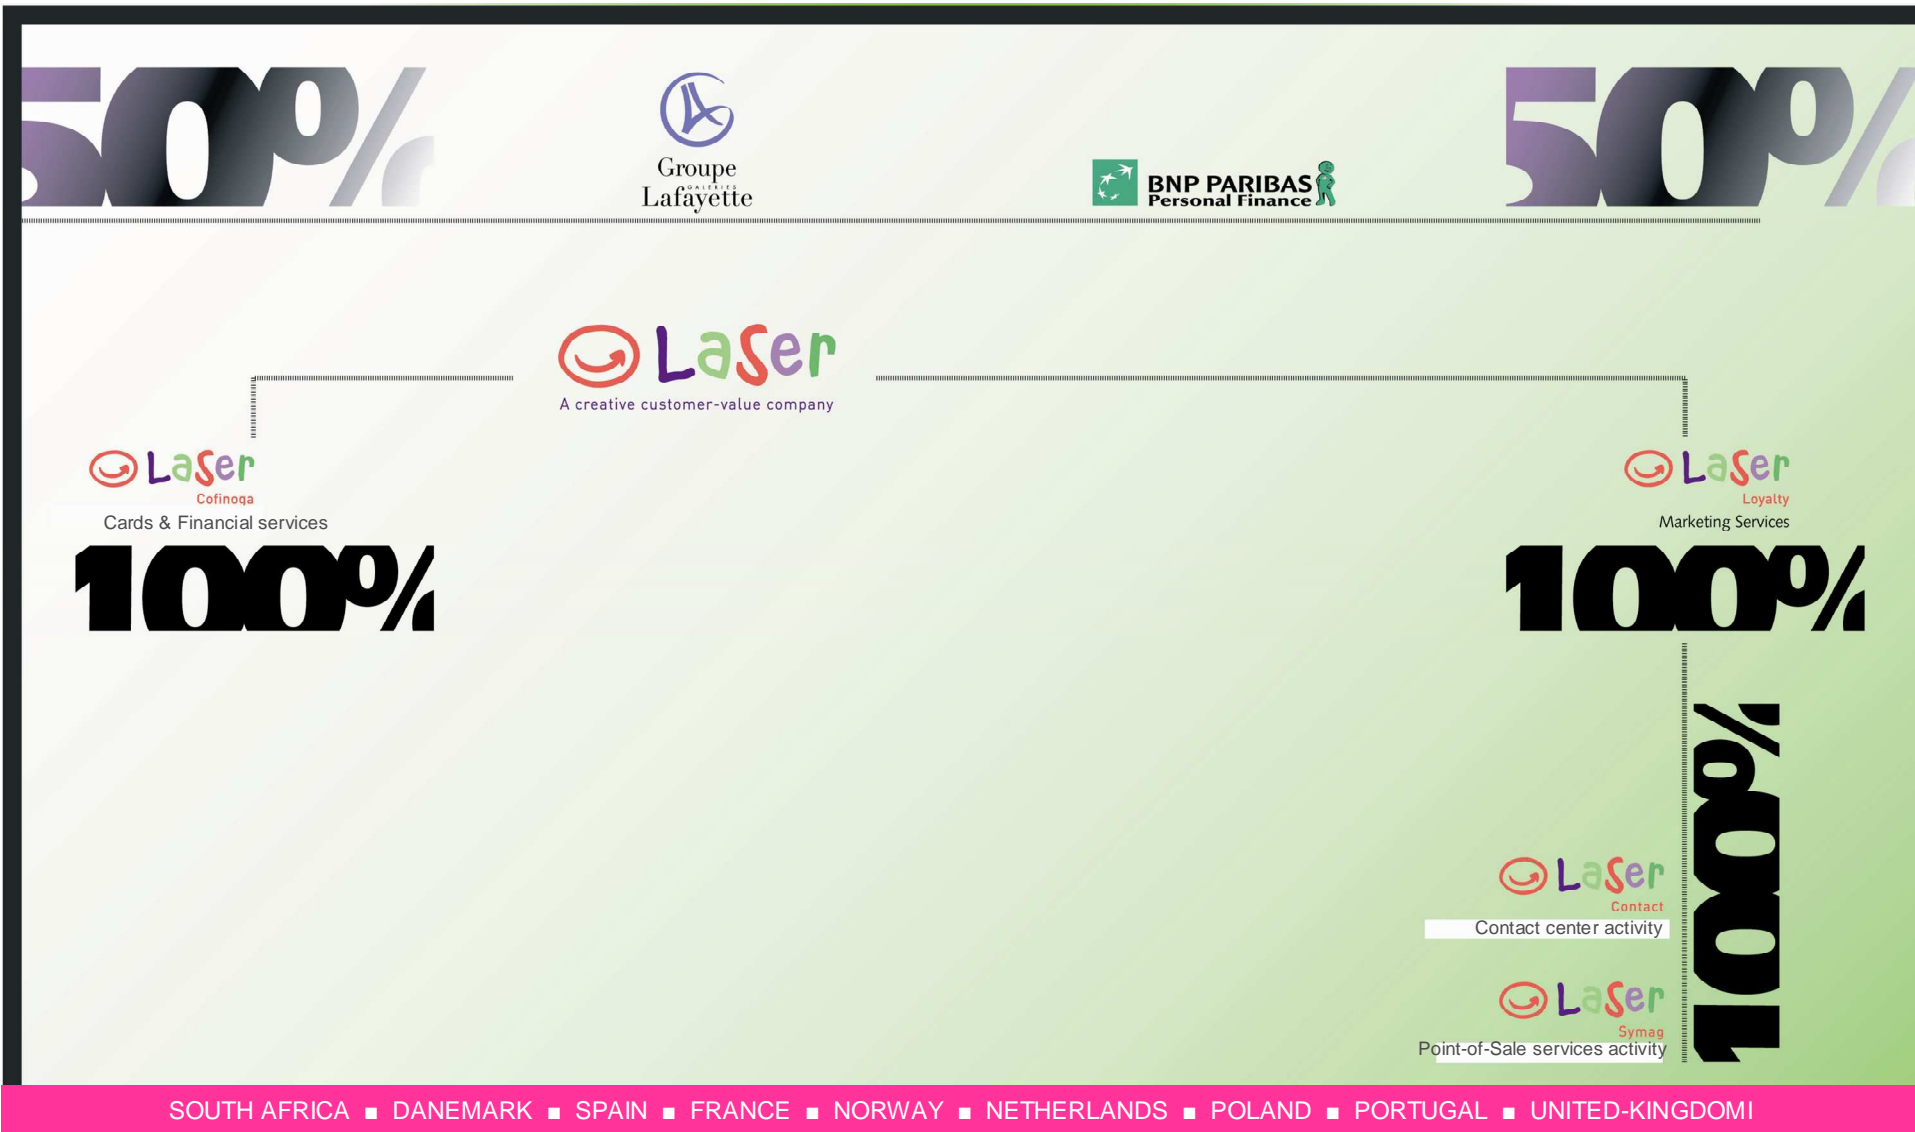 50%
Groupe
GALERIES
Lafayette
BNP PARIBAS
Personal Finance
50%
LaSer
A creative customer-value company
LaSer
Cofinoga
Cards & Financial services
100%
LaSer
Loyalty
Marketing Services
100%
100%
LaSer
Contact
Contact center activity
LaSer
Symag
Point-of-Sale services activity
SOUTH AFRICA ■ DANEMARK ■ SPAIN ■ FRANCE ■ NORWAY ■ NETHERLANDS ■ POLAND ■ PORTUGAL ■ UNITED-KINGDOMI